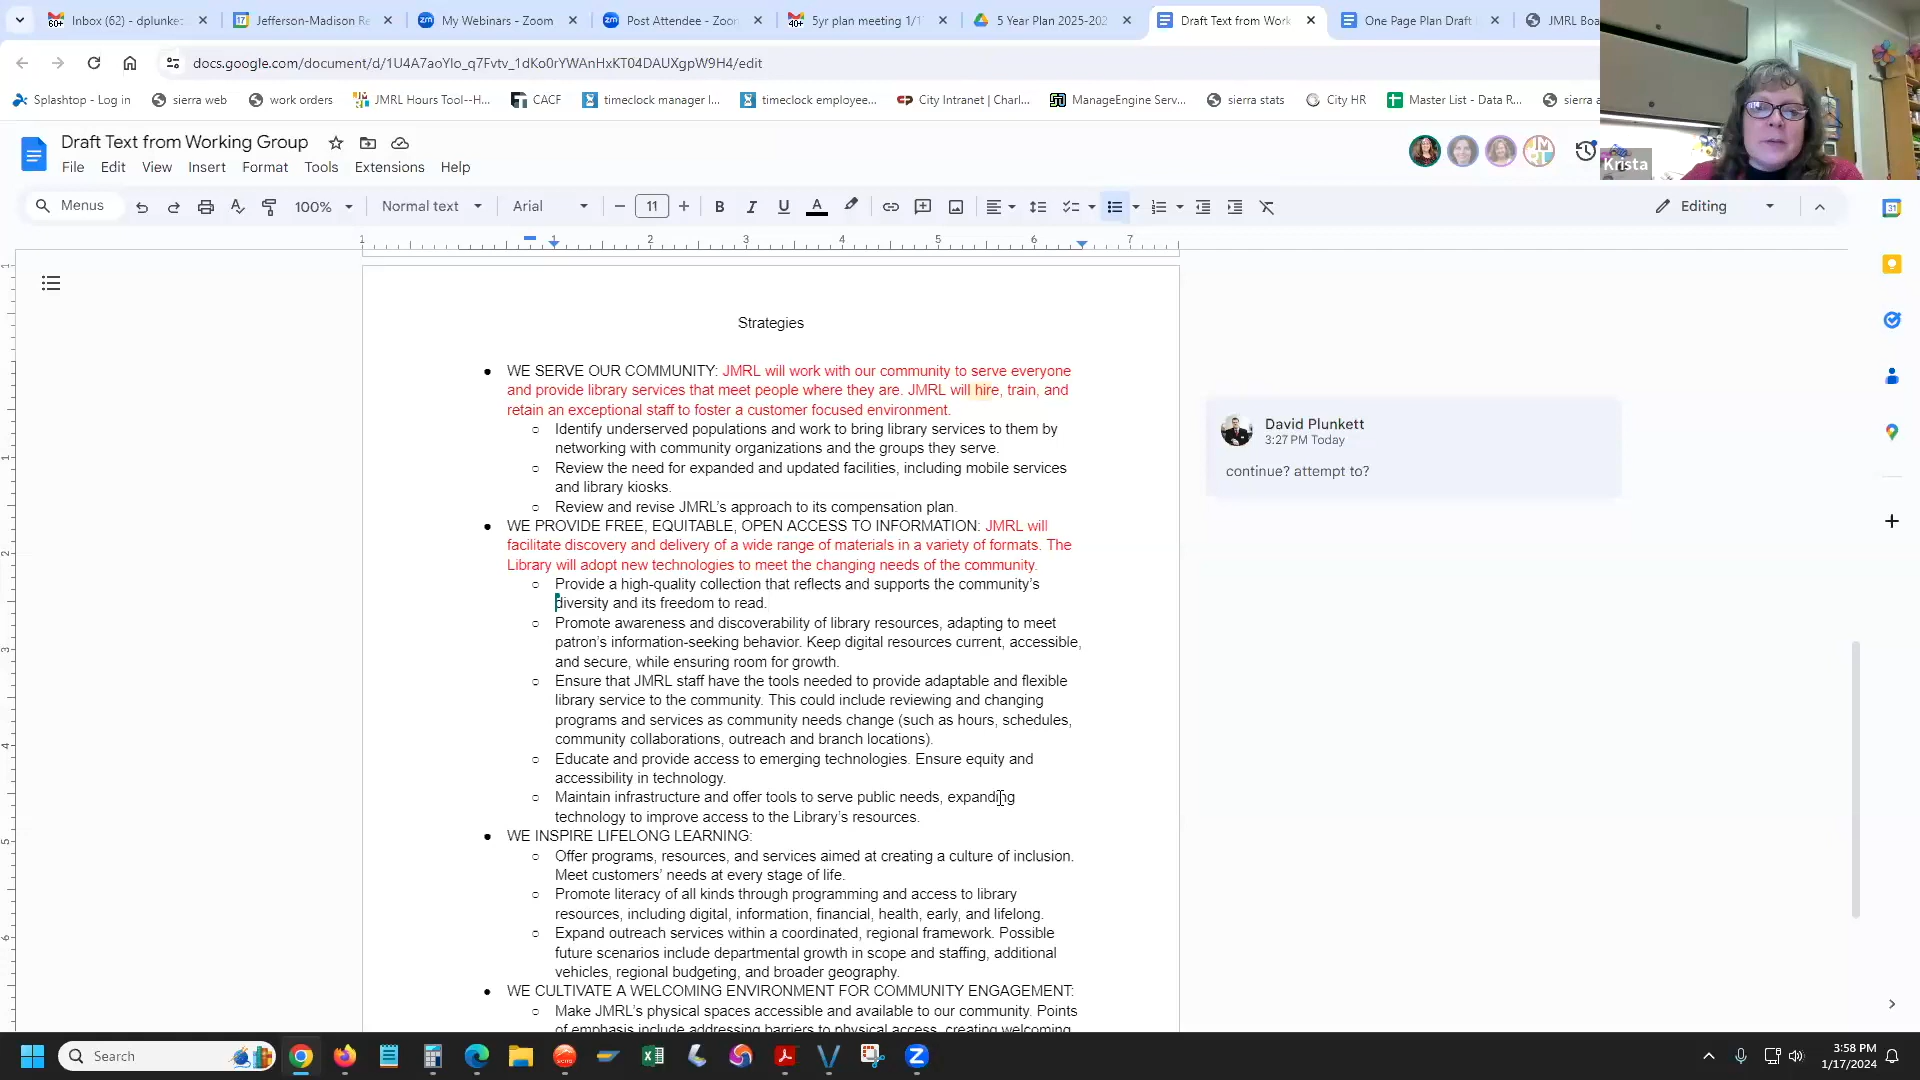 Inbox (62) - dplunke
Jefferson-Madison Re
My Webinars - Zoom
Post Attendee - Zoom
5yr plan meeting 1/1
5 Year Plan 2025-202
Draft Text from Work
One Page Plan Draft
JMRL Boa
docs.google.com/document/d/1U4A7aoYlo_q7Fvtv_1dKo0rYWAnHxKT04DAUXgpW9H4/edit
Splashtop - Log in
sierra web
work orders
JMRL Hours Tool--H...
CACF
timeclock manager l...
timeclock employee...
City Intranet | Charl...
ManageEngine Serv...
sierra stats
City HR
Master List - Data R...
sierra a
Draft Text from Working Group
File Edit View Insert Format Tools Extensions Help
Krista
Menus 100% Normal text Arial 11 Editing
1 1 2 3 4 5 6 7
Strategies
● WE SERVE OUR COMMUNITY: JMRL will work with our community to serve everyone
and provide library services that meet people where they are. JMRL will hire, train, and
retain an exceptional staff to foster a customer focused environment.
○ Identify underserved populations and work to bring library services to them by
networking with community organizations and the groups they serve.
○ Review the need for expanded and updated facilities, including mobile services
and library kiosks.
○ Review and revise JMRL's approach to its compensation plan.
● WE PROVIDE FREE, EQUITABLE, OPEN ACCESS TO INFORMATION: JMRL will
facilitate discovery and delivery of a wide range of materials in a variety of formats. The
Library will adopt new technologies to meet the changing needs of the community.
○ Provide a high-quality collection that reflects and supports the community's
diversity and its freedom to read.
○ Promote awareness and discoverability of library resources, adapting to meet
patron's information-seeking behavior. Keep digital resources current, accessible,
and secure, while ensuring room for growth.
○ Ensure that JMRL staff have the tools needed to provide adaptable and flexible
library service to the community. This could include reviewing and changing
programs and services as community needs change (such as hours, schedules,
community collaborations, outreach and branch locations).
○ Educate and provide access to emerging technologies. Ensure equity and
accessibility in technology.
○ Maintain infrastructure and offer tools to serve public needs, expanding
technology to improve access to the Library's resources.
● WE INSPIRE LIFELONG LEARNING:
○ Offer programs, resources, and services aimed at creating a culture of inclusion.
Meet customers' needs at every stage of life.
○ Promote literacy of all kinds through programming and access to library
resources, including digital, information, financial, health, early, and lifelong.
○ Expand outreach services within a coordinated, regional framework. Possible
future scenarios include departmental growth in scope and staffing, additional
vehicles, regional budgeting, and broader geography.
● WE CULTIVATE A WELCOMING ENVIRONMENT FOR COMMUNITY ENGAGEMENT:
○ Make JMRL's physical spaces accessible and available to our community. Points
of emphasis include addressing barriers to physical access, creating welcoming
David Plunkett
3:27 PM Today
continue? attempt to?
Search
3:58 PM
1/17/2024